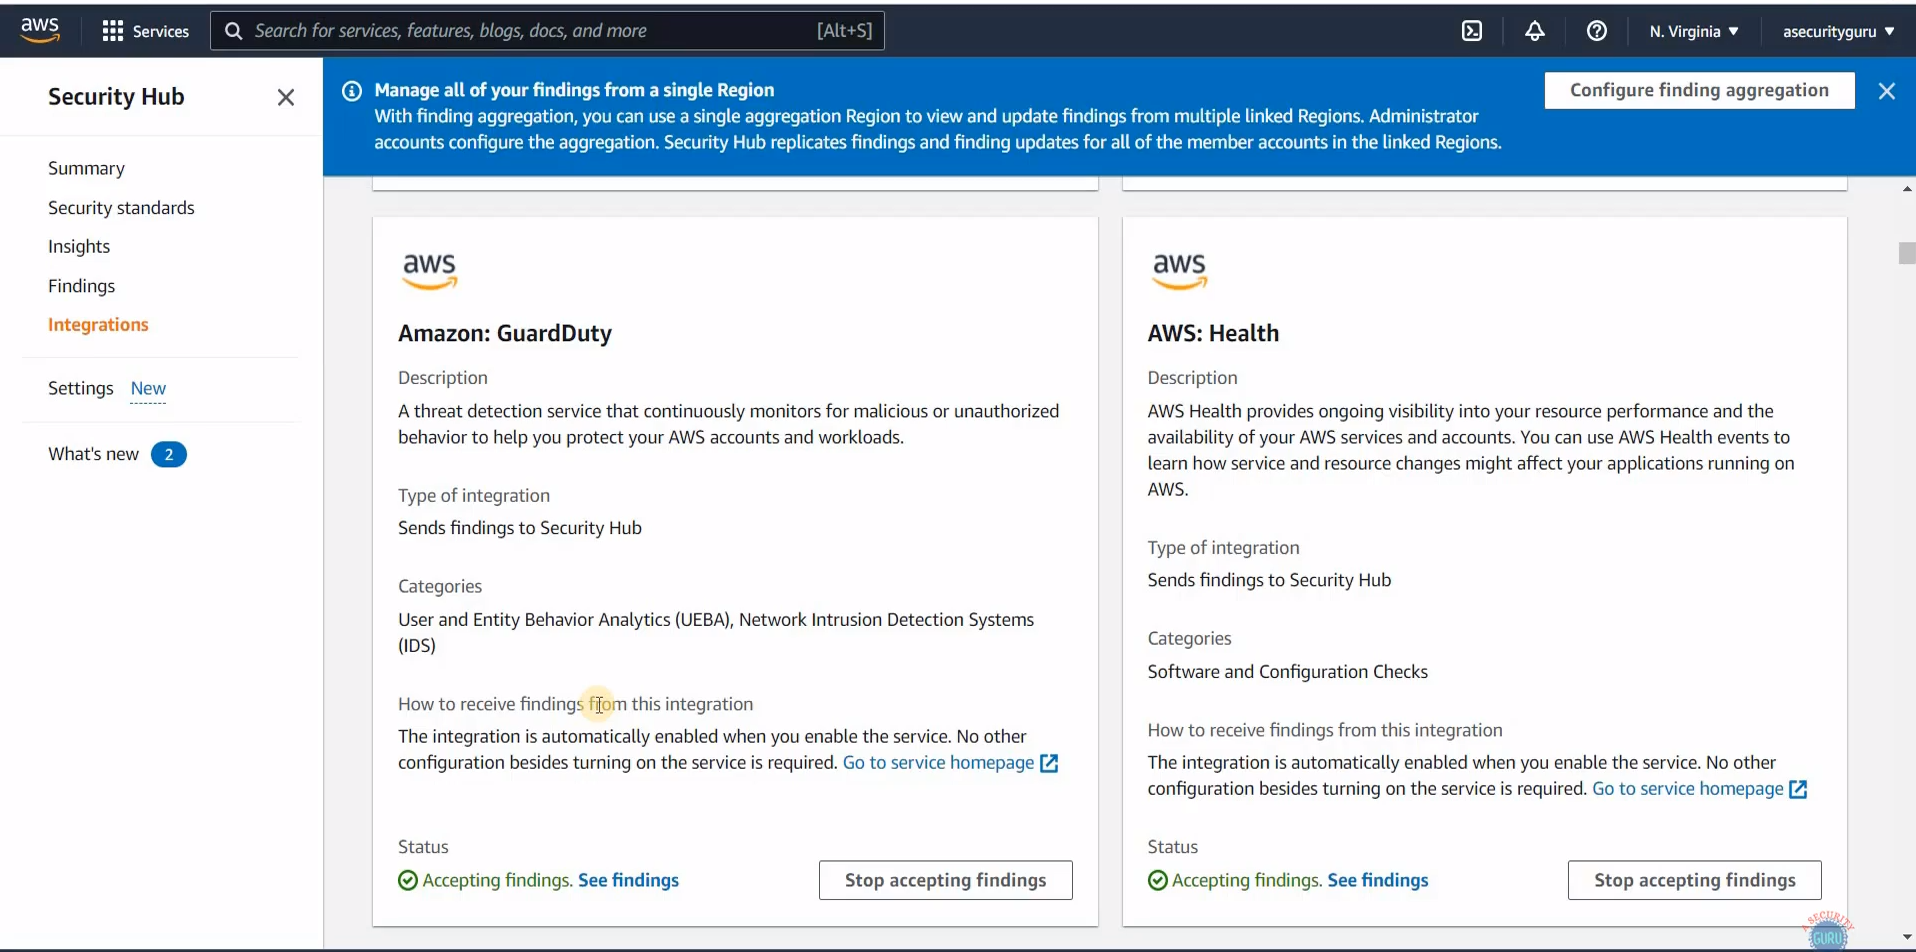 aws
Services
Search for services, features, blogs, docs, and more
[Alt+S]
N. Virginia
asecurityguru
Security Hub
Summary
Security standards
Insights
Findings
Integrations
Settings New
What's new 2
Manage all of your findings from a single Region
With finding aggregation, you can use a single aggregation Region to view and update findings from multiple linked Regions. Administrator
accounts configure the aggregation. Security Hub replicates findings and finding updates for all of the member accounts in the linked Regions.
Configure finding aggregation
aws
Amazon: GuardDuty
Description
A threat detection service that continuously monitors for malicious or unauthorized
behavior to help you protect your AWS accounts and workloads.
Type of integration
Sends findings to Security Hub
Categories
User and Entity Behavior Analytics (UEBA), Network Intrusion Detection Systems
(IDS)
How to receive findings from this integration
The integration is automatically enabled when you enable the service. No other
configuration besides turning on the service is required. Go to service homepage
Status
Accepting findings. See findings
Stop accepting findings
aws
AWS: Health
Description
AWS Health provides ongoing visibility into your resource performance and the
availability of your AWS services and accounts. You can use AWS Health events to
learn how service and resource changes might affect your applications running on
AWS.
Type of integration
Sends findings to Security Hub
Categories
Software and Configuration Checks
How to receive findings from this integration
The integration is automatically enabled when you enable the service. No other
configuration besides turning on the service is required. Go to service homepage
Status
Accepting findings. See findings
Stop accepting findings
A SECURITY
GURU